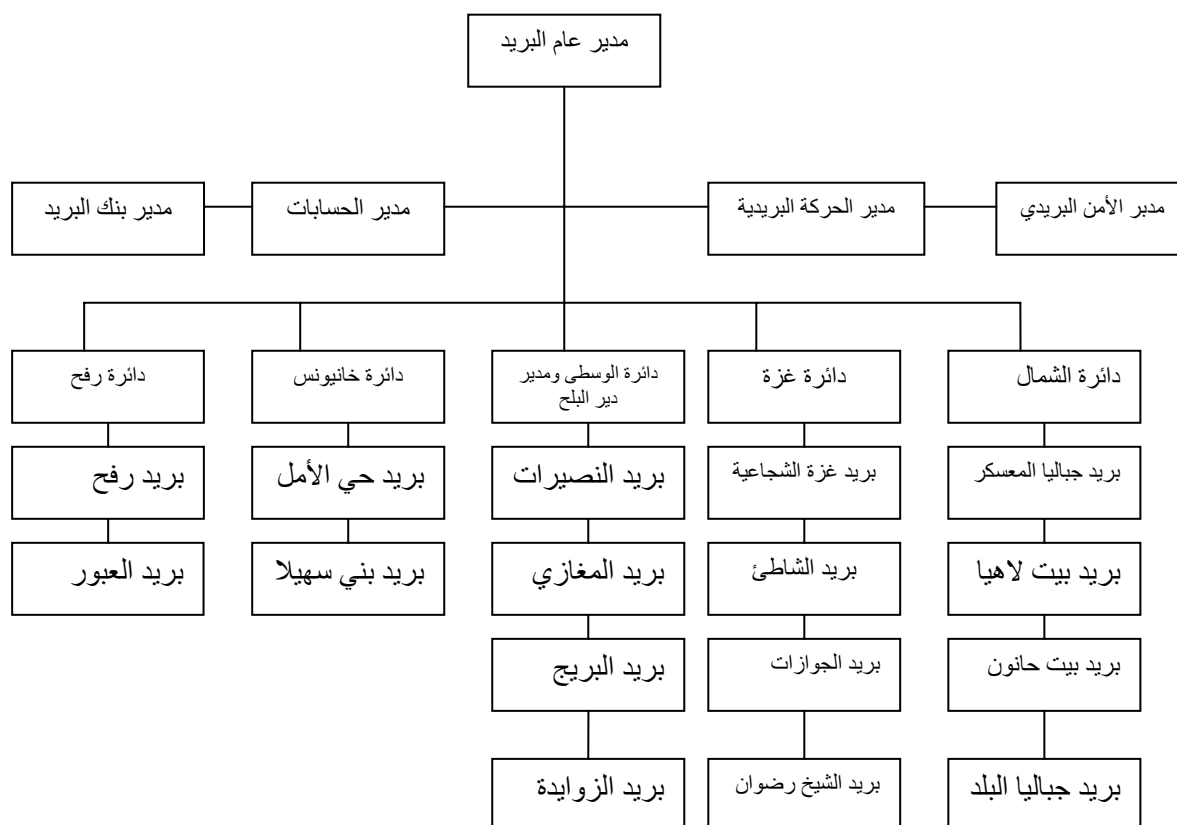 مدير عام البريد
مدبر الأمن البريدي
مدير الحركة البريدية
مدير الحسابات
مدير بنك البريد
دائرة الشمال
دائرة غزة
دائرة الوسطى ومدير
دير البلح
دائرة خانيونس
دائرة رفح
بريد جباليا المعسكر
بريد غزة الشجاعية
بريد النصيرات
بريد حي الأمل
بريد رفح
بريد بيت لاهيا
بريد الشاطئ
بريد المغازي
بريد بني سهيلا
بريد العبور
بريد بيت حانون
بريد الجوازات
بريد البريج
بريد جباليا البلد
بريد الشيخ رضوان
بريد الزوايدة